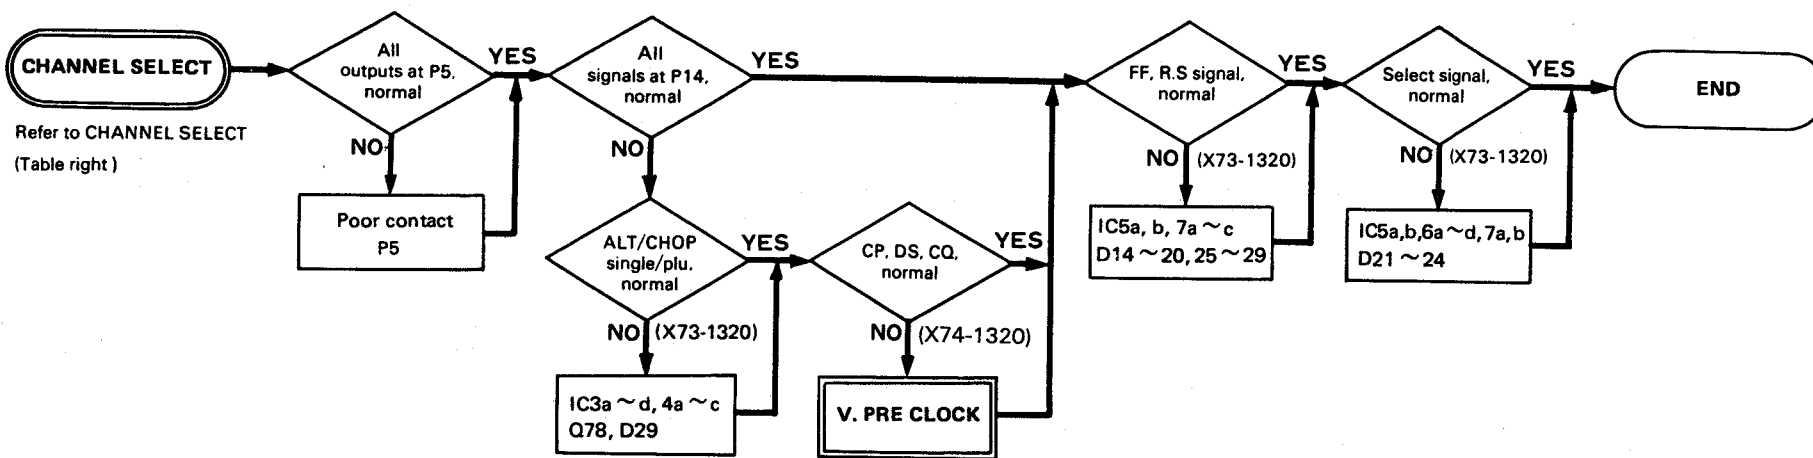 CHANNEL SELECT
Refer to CHANNEL SELECT
(Table right )
All
outputs at P5,
normal
YES
NO
Poor contact
P5
All
signals at P14,
normal
YES
NO
ALT/CHOP
single/plu,
normal
YES
NO (X73-1320)
IC3a ~ d, 4a ~ c
Q78, D29
CP, DS, CQ,
normal
YES
NO (X74-1320)
V. PRE CLOCK
FF, R.S signal,
normal
YES
NO (X73-1320)
IC5a, b, 7a ~ c
D14 ~ 20, 25 ~ 29
Select signal,
normal
YES
NO (X73-1320)
IC5a,b,6a ~ d, 7a, b
D21 ~ 24
END